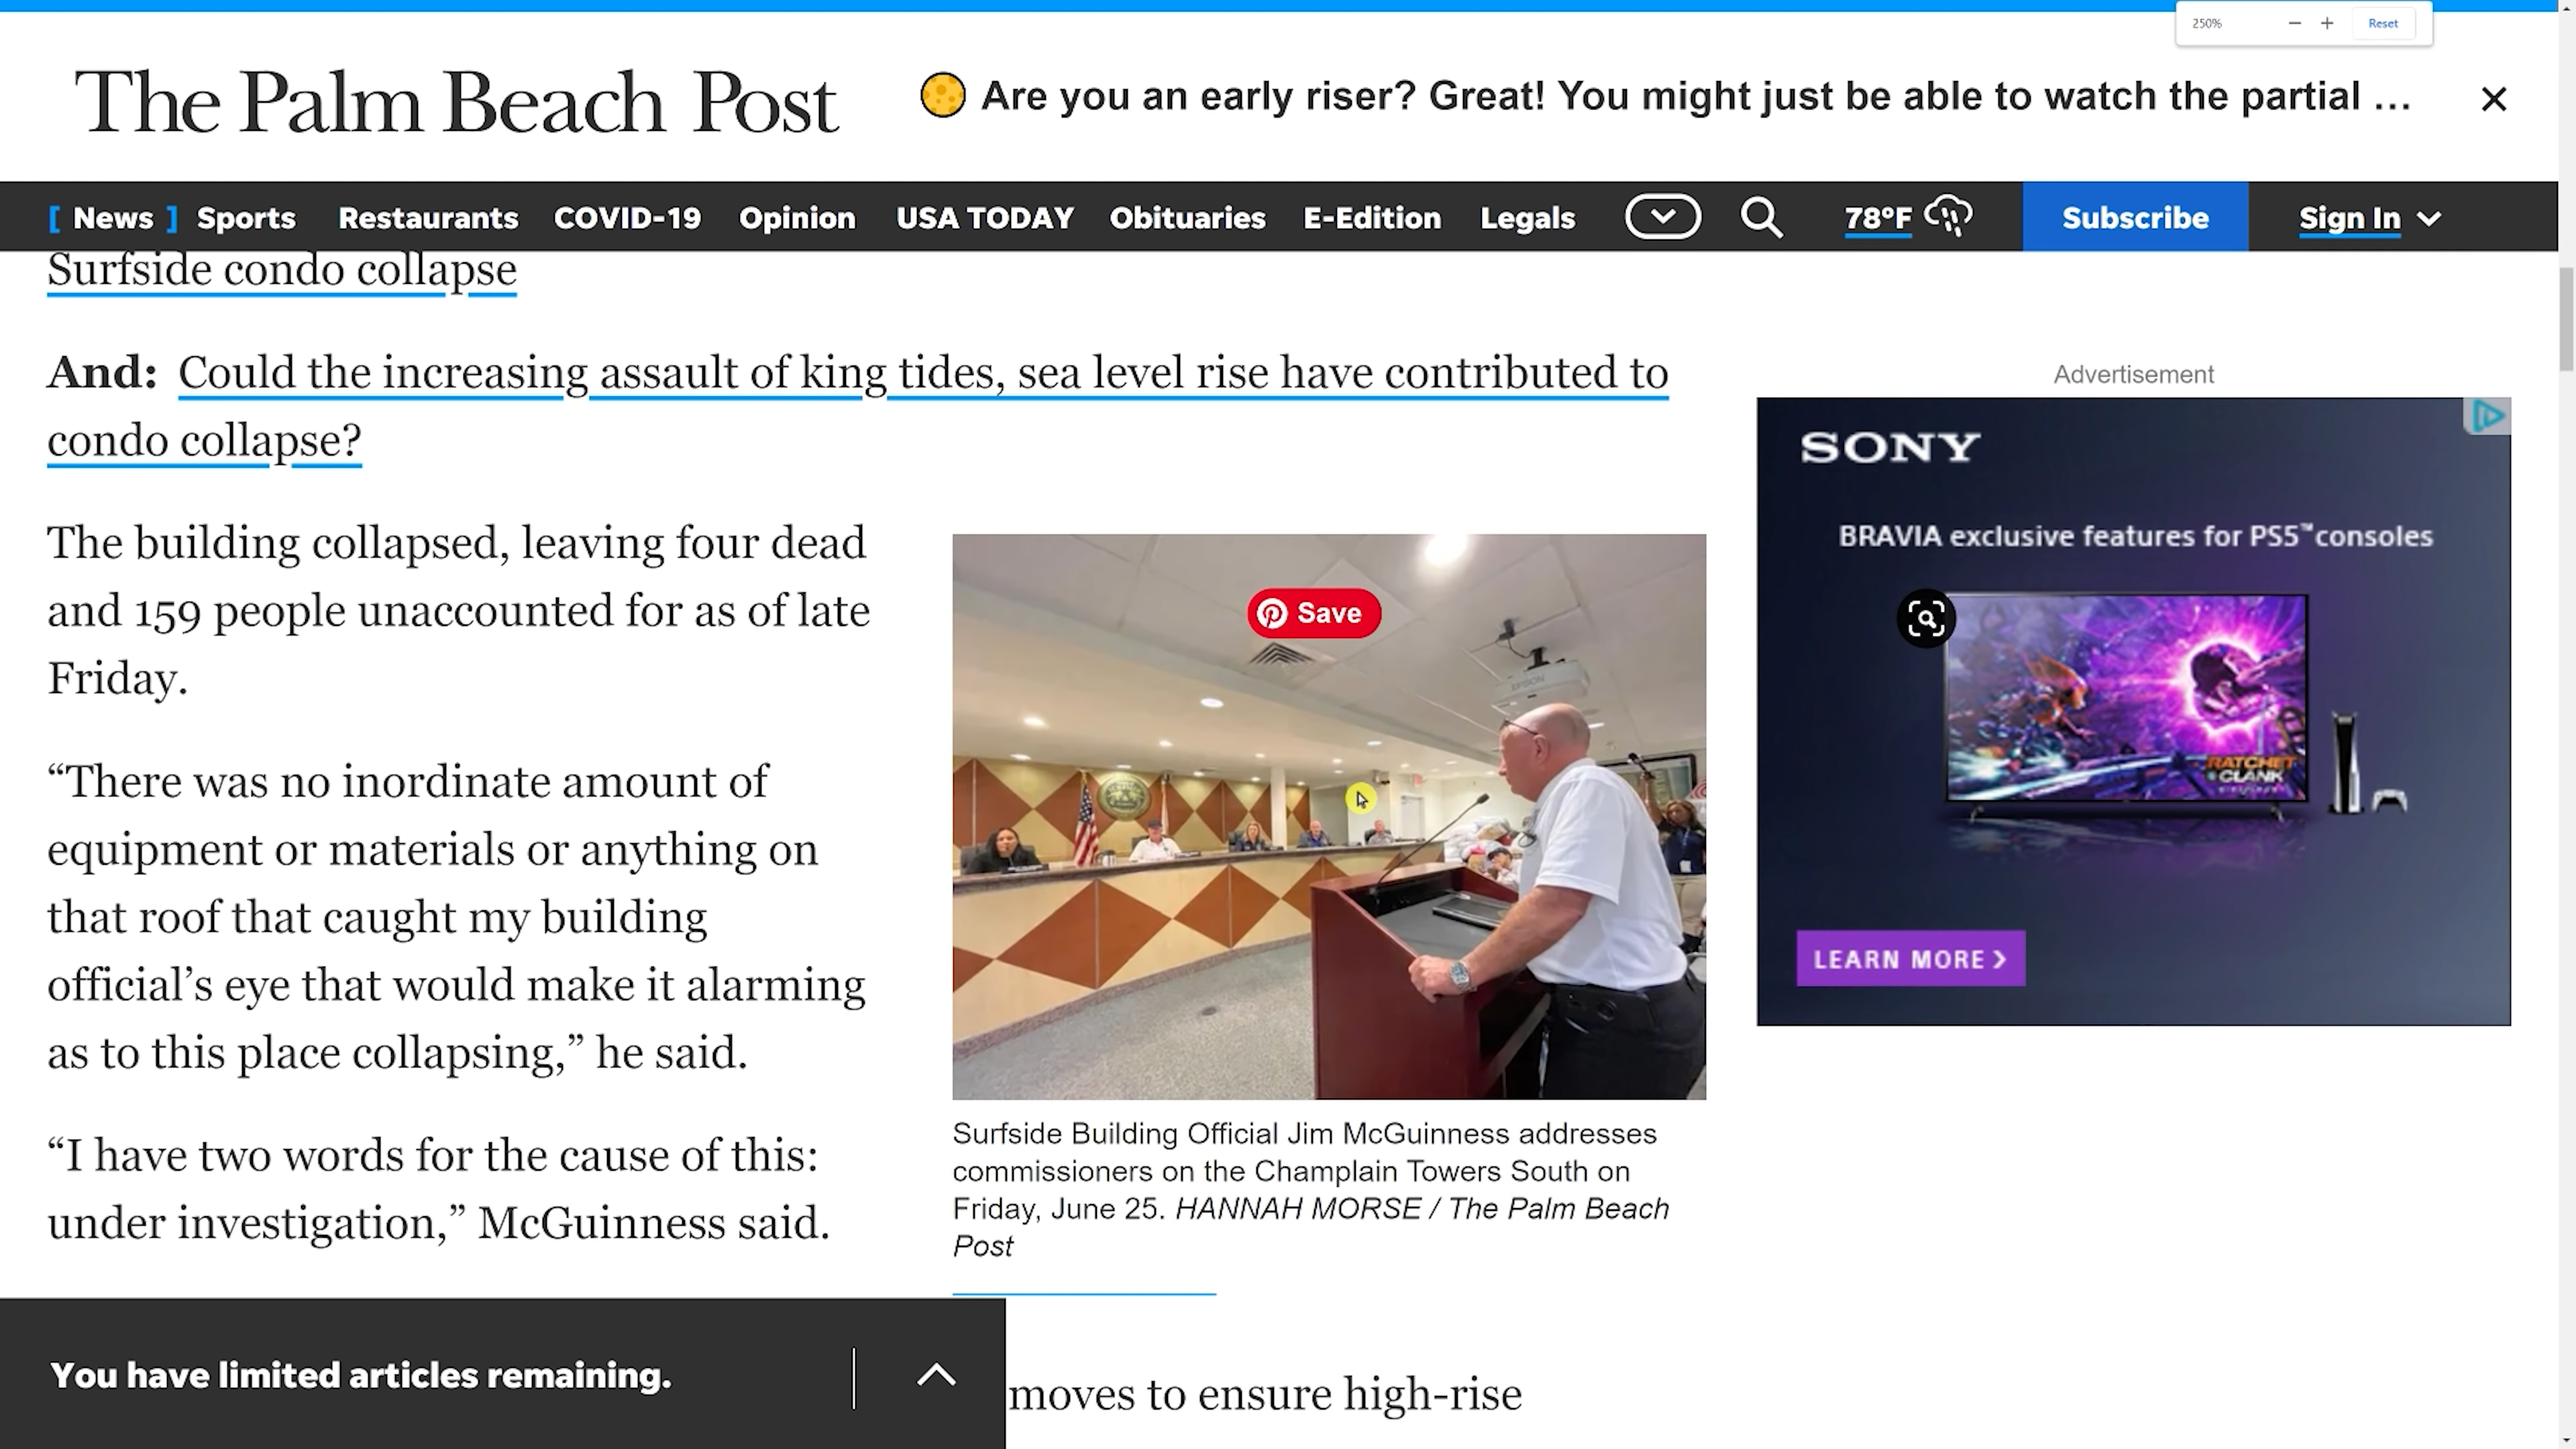 250%
Reset
The Palm Beach Post
Are you an early riser? Great! You might just be able to watch the partial ...
[ News ] Sports Restaurants COVID-19 Opinion USA TODAY Obituaries E-Edition Legals 78°F Subscribe Sign In
Surfside condo collapse
And: Could the increasing assault of king tides, sea level rise have contributed to
condo collapse?
The building collapsed, leaving four dead
and 159 people unaccounted for as of late
Friday.
“There was no inordinate amount of
equipment or materials or anything on
that roof that caught my building
official’s eye that would make it alarming
as to this place collapsing,” he said.
“I have two words for the cause of this:
under investigation,” McGuinness said.
Save
EPSON
Surfside Building Official Jim McGuinness addresses
commissioners on the Champlain Towers South on
Friday, June 25. HANNAH MORSE / The Palm Beach
Post
Advertisement
SONY
BRAVIA exclusive features for PS5™ consoles
RATCHET
CLANK
LEARN MORE >
You have limited articles remaining.
moves to ensure high-rise